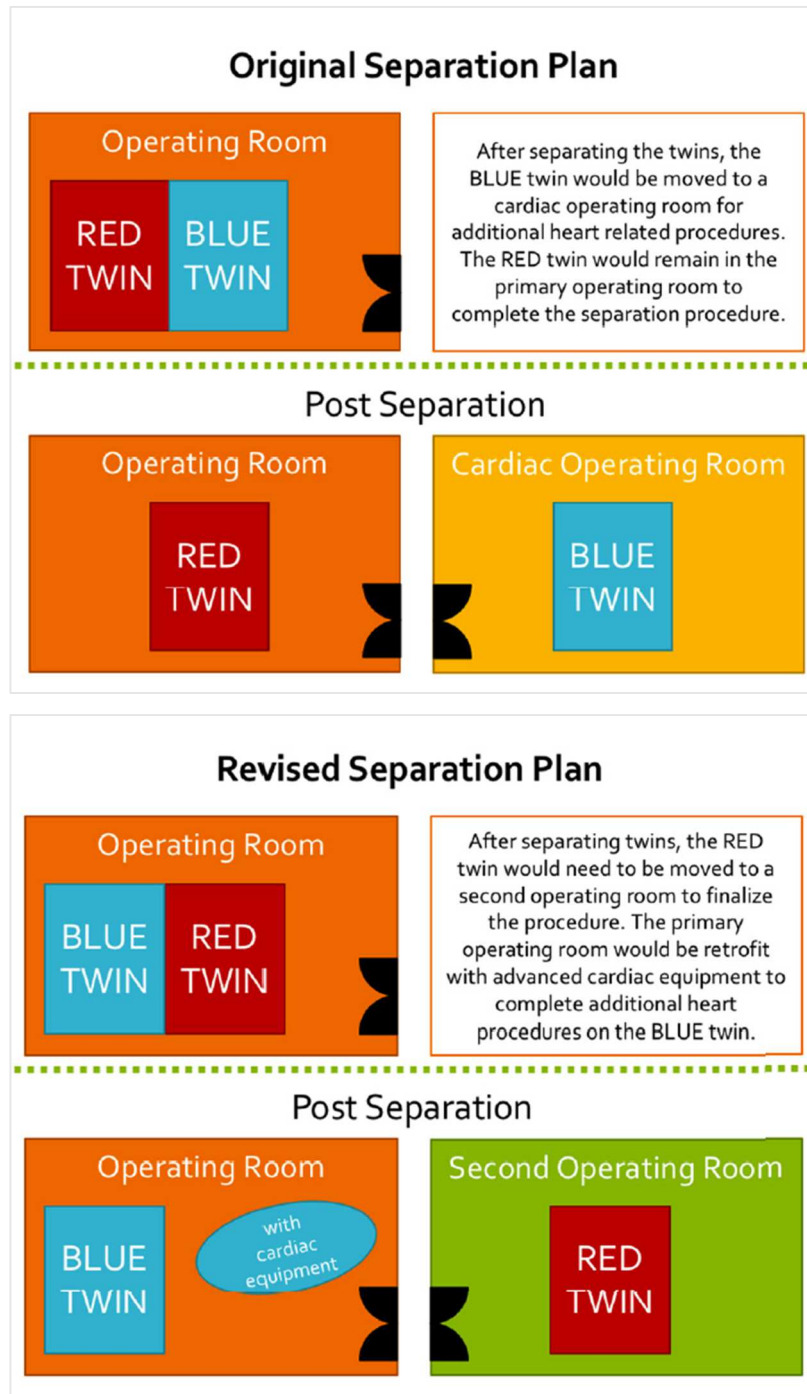 Original Separation Plan
Operating Room
RED
TWIN
BLUE
TWIN
After separating the twins, the
BLUE twin would be moved to a
cardiac operating room for
additional heart related procedures.
The RED twin would remain in the
primary operating room to
complete the separation procedure.
Post Separation
Operating Room
RED
TWIN
Cardiac Operating Room
BLUE
TWIN
Revised Separation Plan
Operating Room
BLUE
TWIN
RED
TWIN
After separating twins, the RED
twin would need to be moved to a
second operating room to finalize
the procedure. The primary
operating room would be retrofit
with advanced cardiac equipment to
complete additional heart
procedures on the BLUE twin.
Post Separation
Operating Room
BLUE
TWIN
with
cardiac
equipment
Second Operating Room
RED
TWIN